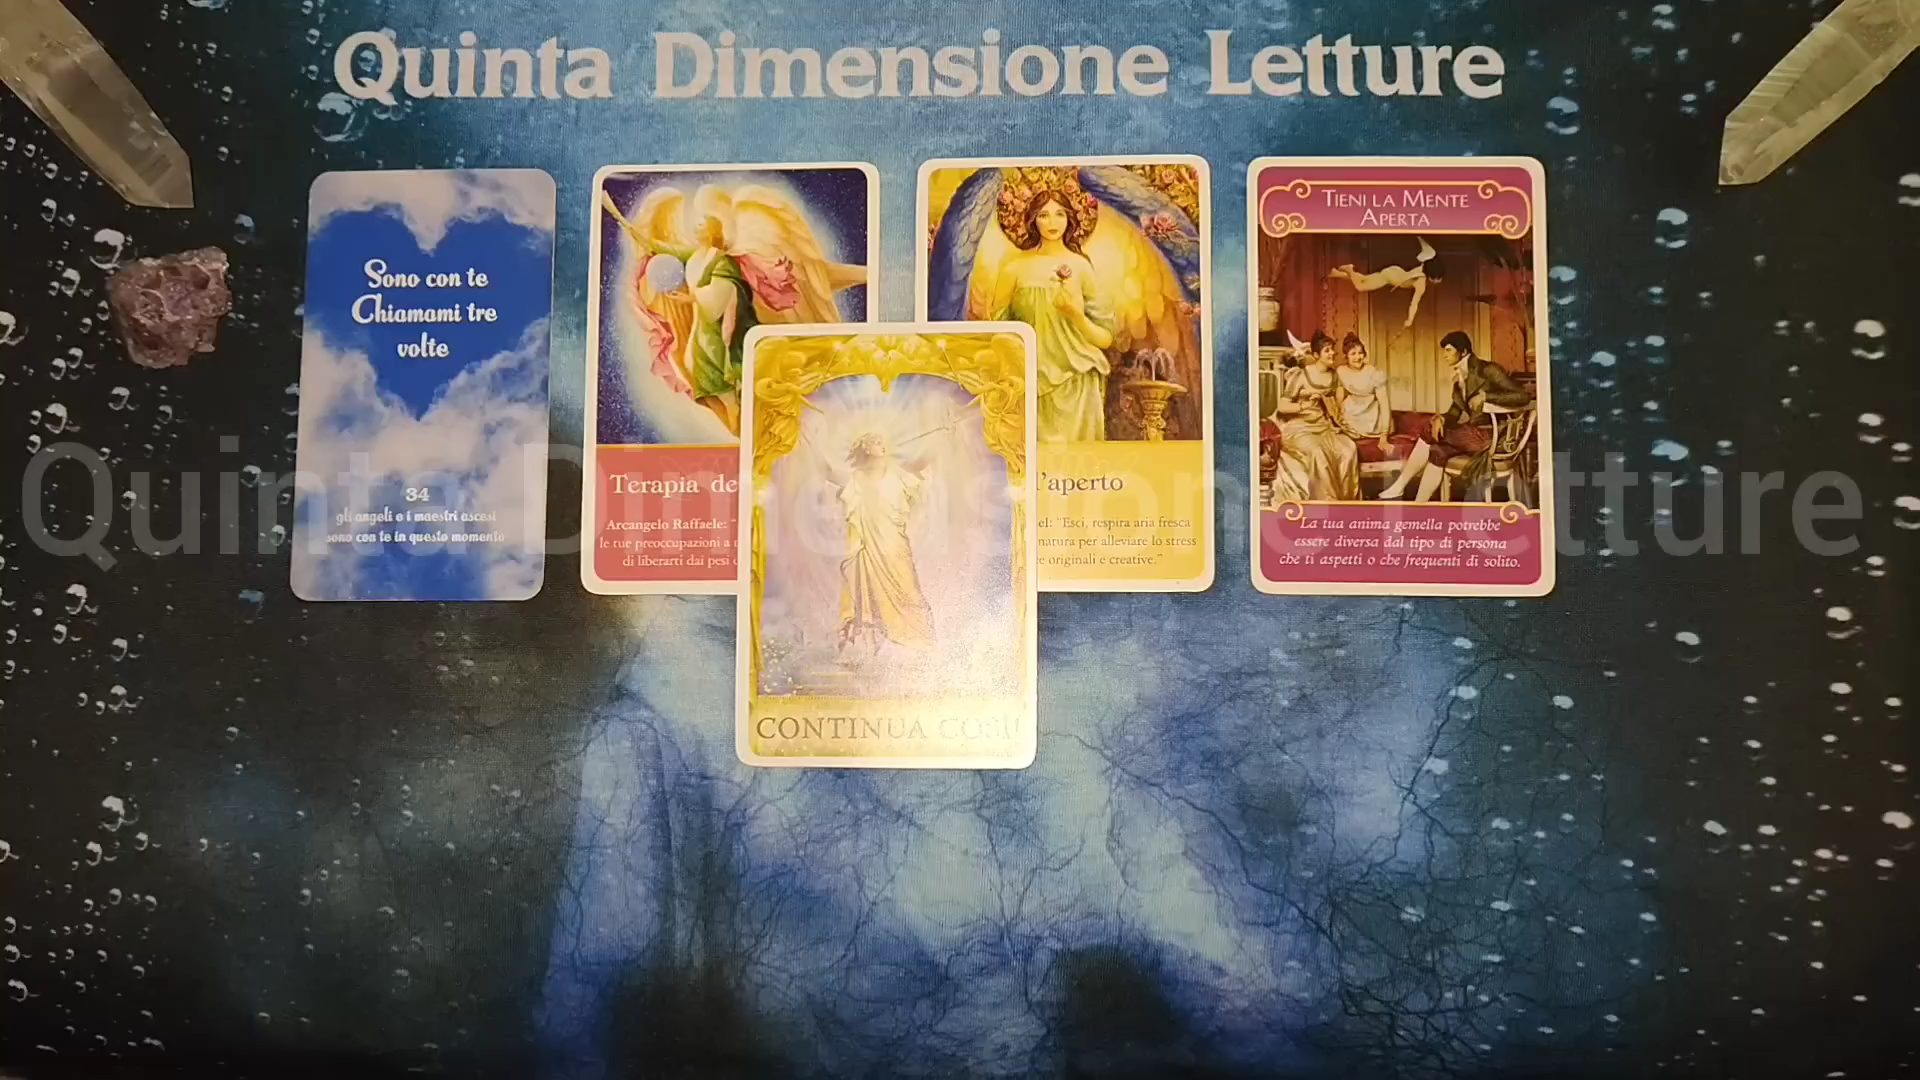 Quinta Dimensione Letture
Sono con te
Chiamami tre
volte
34
gli angeli e i maestri ascesi
sono con te in questo momento
Terapia de
Arcangelo Raffaele: "
le tue preoccupazioni a
di liberarti dai pesi
l'aperto
el: "Esci, respira aria fresca
natura per alleviare lo stress
e originali e creative."
TIENI LA MENTE
APERTA
La tua anima gemella potrebbe
essere diversa dal tipo di persona
che ti aspetti o che frequenti di solito.
CONTINUA COSÌ!
Quinta Dimensione Letture